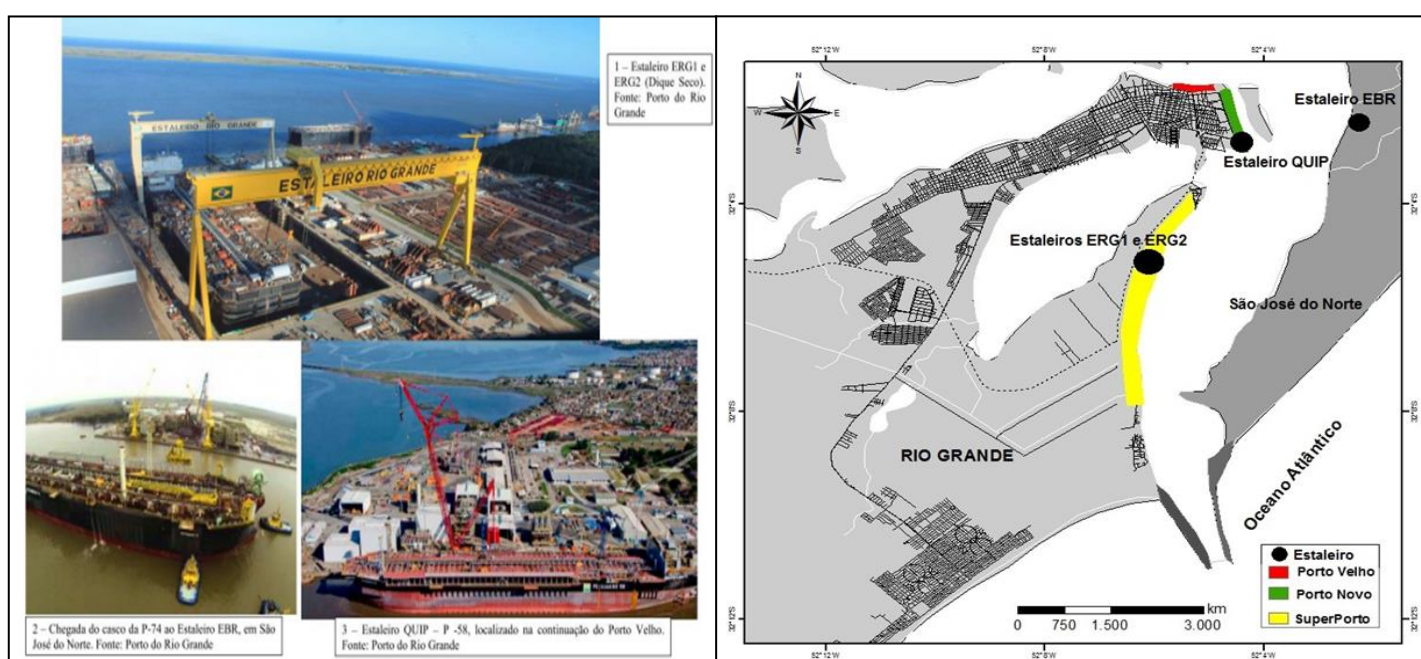 1 – Estaleiro ERG1 e
ERG2 (Dique Seco).
Fonte: Porto do Rio
Grande
ESTALEIRO RIO GRANDE
ESTALEIRO RIO GRANDE
2 – Chegada do casco da P-74 ao Estaleiro EBR, em São
José do Norte. Fonte: Porto do Rio Grande
3 – Estaleiro QUIP – P -58, localizado na continuação do Porto Velho.
Fonte: Porto do Rio Grande
52°12'W
52°8'W
52°4'W
N
W
E
S
Estaleiro EBR
Estaleiro QUIP
32°4'S
32°4'S
Estaleiros ERG1 e ERG2
São José do Norte
32°8'S
32°8'S
RIO GRANDE
Oceano Atlântico
Estaleiro
Porto Velho
Porto Novo
SuperPorto
km
0 750 1.500 3.000
32°12'S
32°12'S
52°12'W
52°8'W
52°4'W